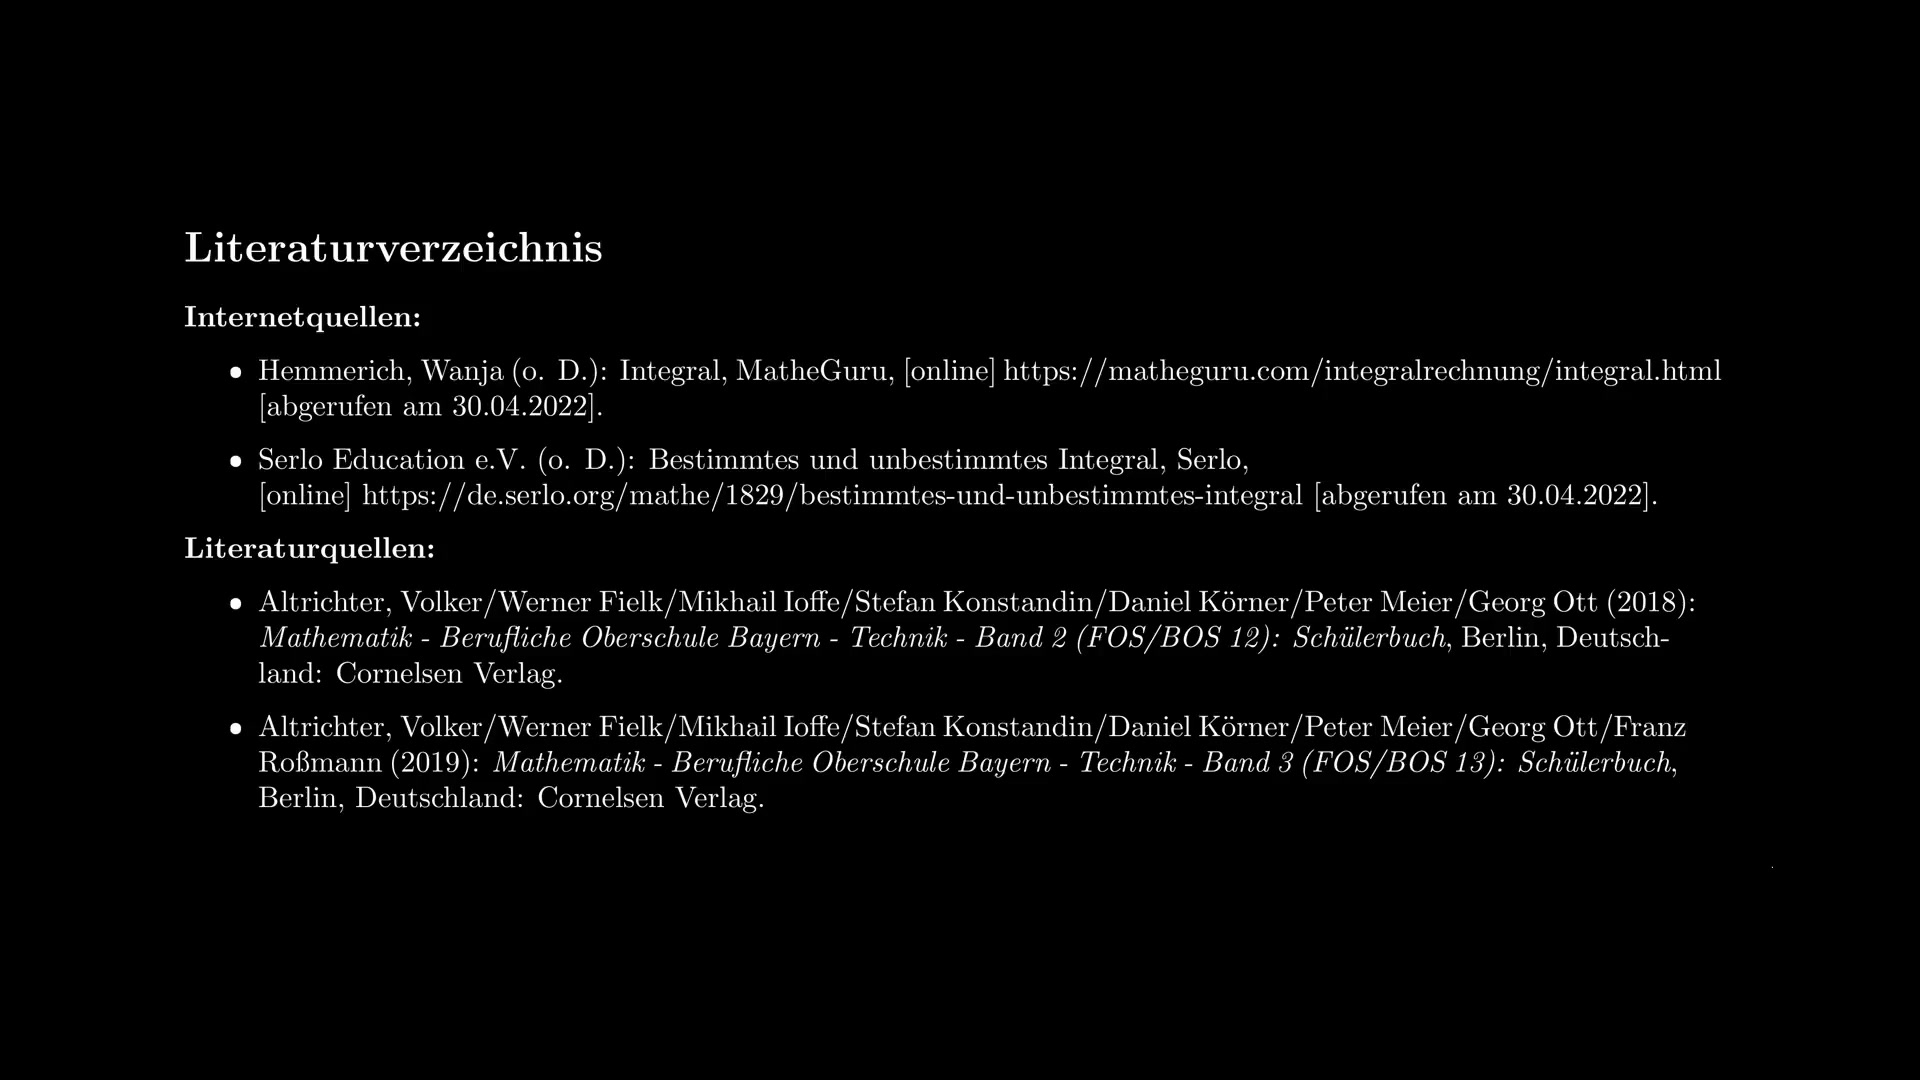 Literaturverzeichnis
Internetquellen:
• Hemmerich, Wanja (o. D.): Integral, MatheGuru, [online] https://matheguru.com/integralrechnung/integral.html
[abgerufen am 30.04.2022].
• Serlo Education e.V. (o. D.): Bestimmtes und unbestimmtes Integral, Serlo,
[online] https://de.serlo.org/mathe/1829/bestimmtes-und-unbestimmtes-integral [abgerufen am 30.04.2022].
Literaturquellen:
• Altrichter, Volker/Werner Fielk/Mikhail Ioffe/Stefan Konstandin/Daniel Körner/Peter Meier/Georg Ott (2018):
Mathematik - Berufliche Oberschule Bayern - Technik - Band 2 (FOS/BOS 12): Schülerbuch, Berlin, Deutsch-
land: Cornelsen Verlag.
• Altrichter, Volker/Werner Fielk/Mikhail Ioffe/Stefan Konstandin/Daniel Körner/Peter Meier/Georg Ott/Franz
Roßmann (2019): Mathematik - Berufliche Oberschule Bayern - Technik - Band 3 (FOS/BOS 13): Schülerbuch,
Berlin, Deutschland: Cornelsen Verlag.